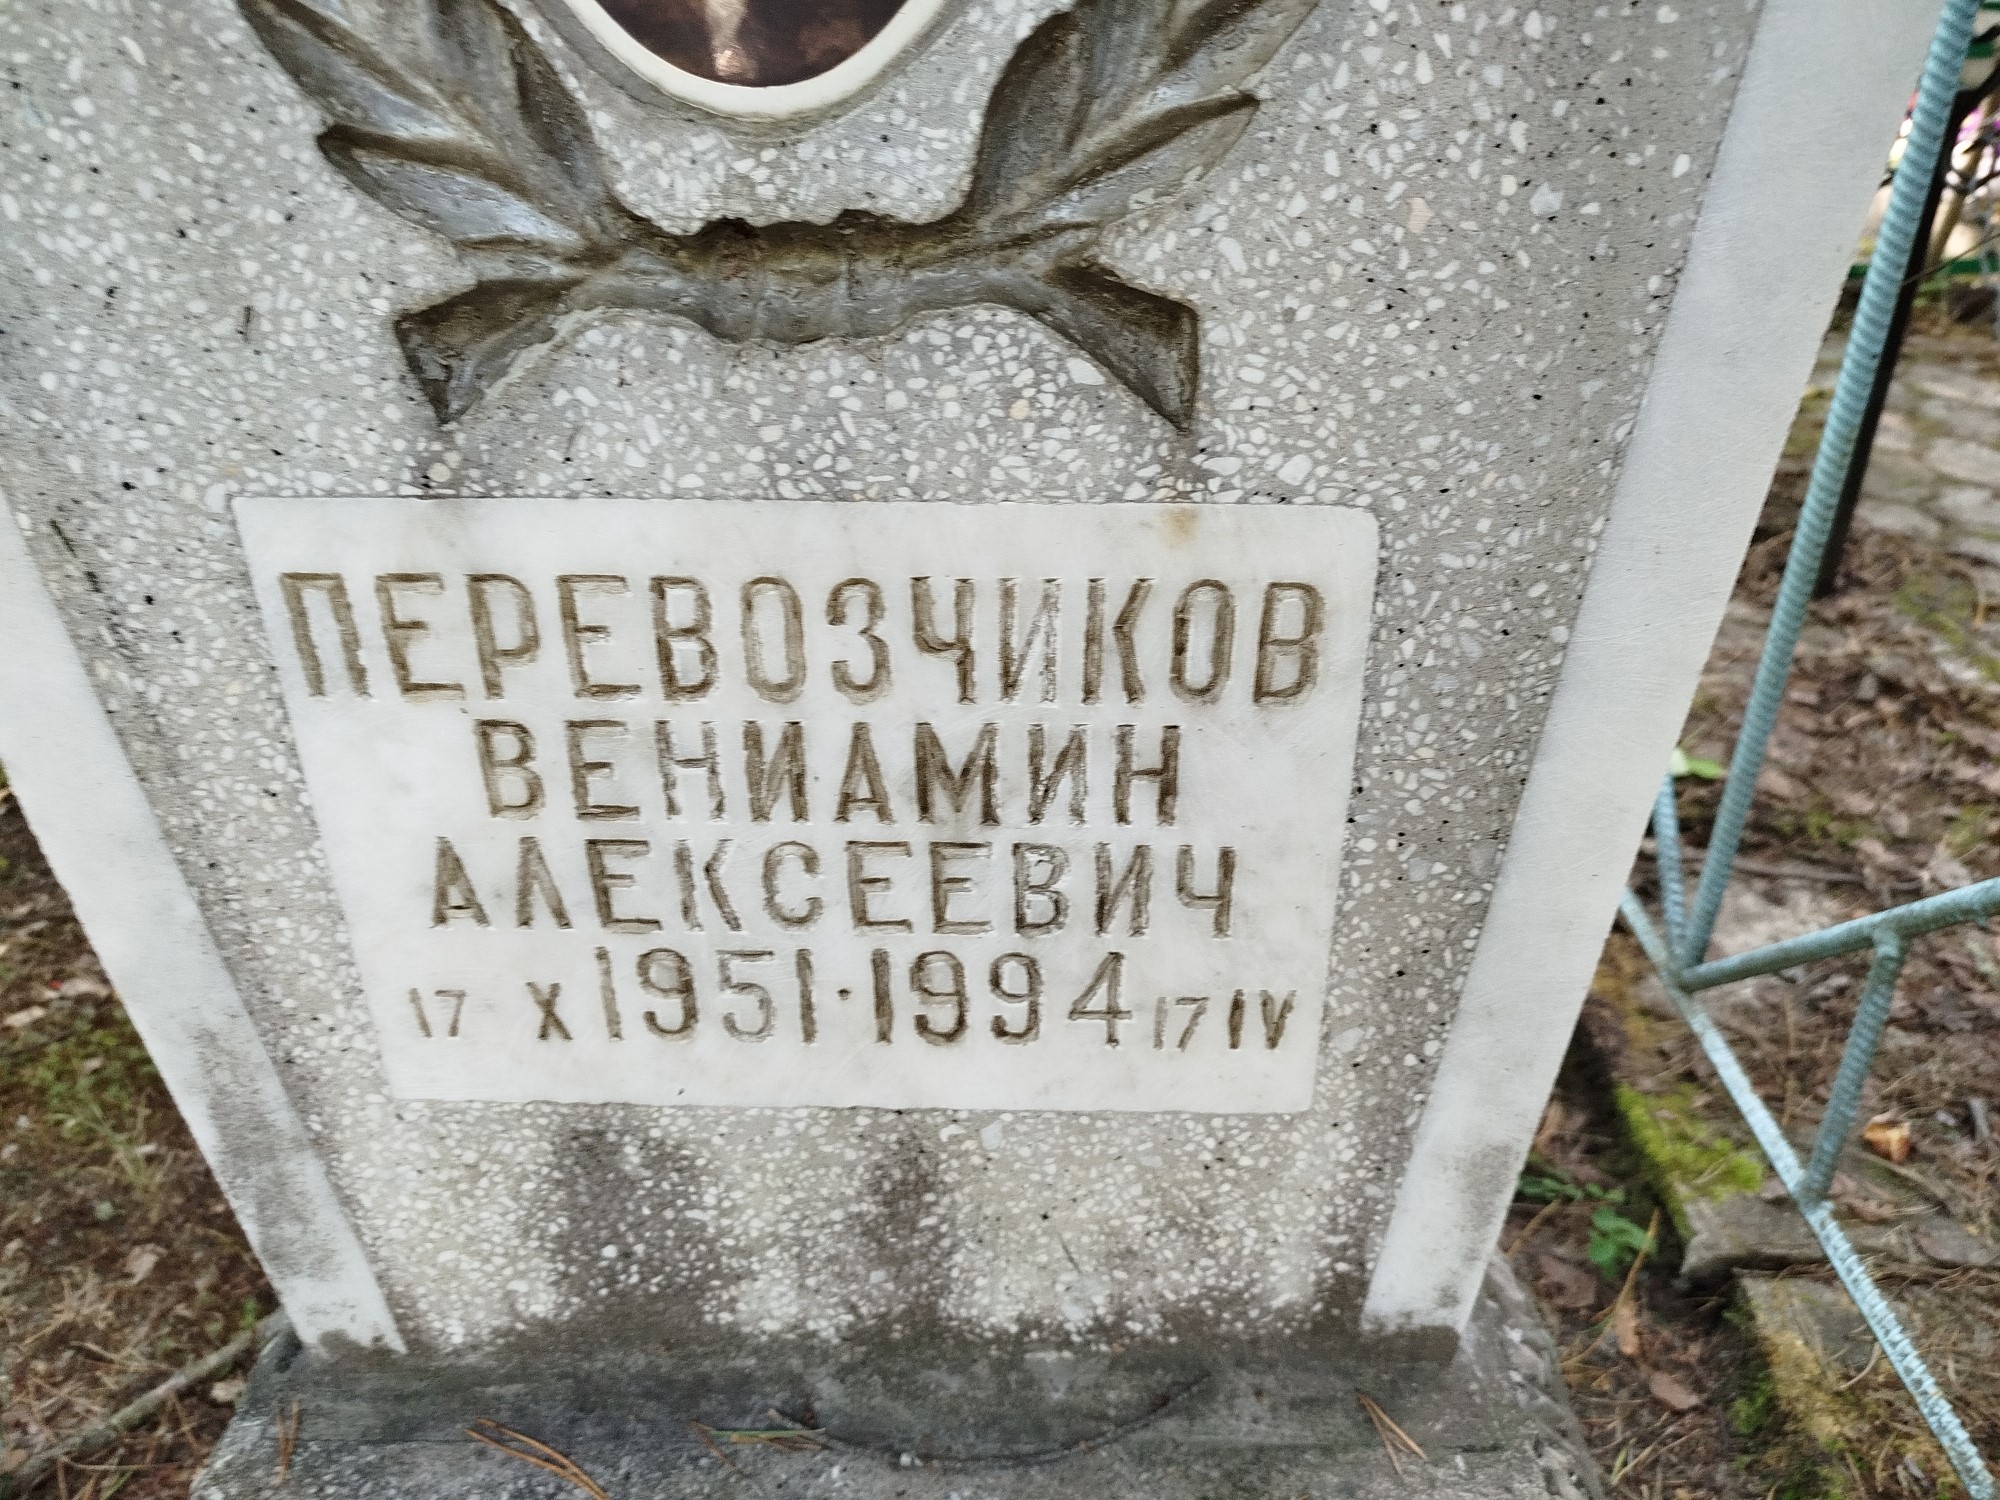 ПЕРЕВОЗЧИКОВ
ВЕНИАМИН
АЛЕКСЕЕВИЧ
17 X 1951·1994 17 IV